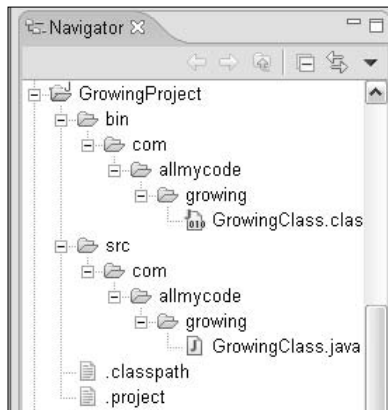 Navigator
GrowingProject
bin
com
allmycode
growing
GrowingClass.clas
src
com
allmycode
growing
GrowingClass.java
.classpath
.project